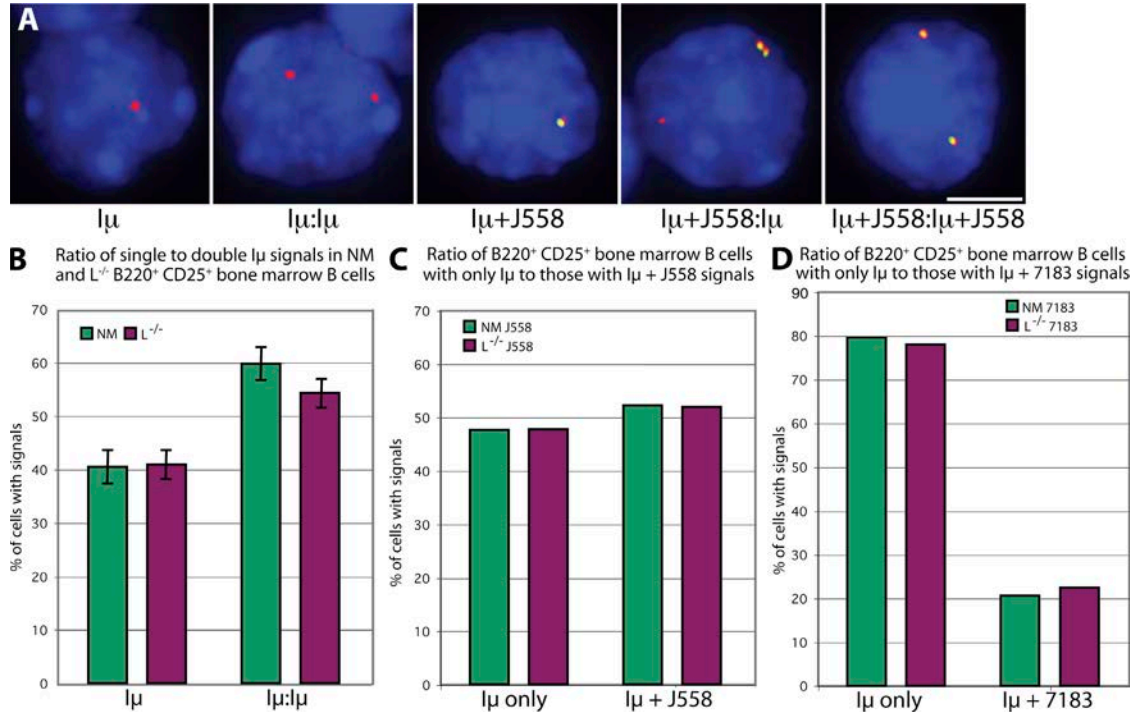 A
Iμ
Iμ:Iμ
Iμ+J558
Iμ+J558:Iμ
Iμ+J558:Iμ+J558
B Ratio of single to double Iμ signals in NM
and L⁻/⁻ B220⁺ CD25⁺ bone marrow B cells
% of cells with signals
70
60
50
40
30
20
10
0
NM L⁻/⁻
Iμ Iμ:Iμ
C Ratio of B220⁺ CD25⁺ bone marrow B cells
with only Iμ to those with Iμ + J558 signals
% of cells with signals
70
60
50
40
30
20
10
0
NM J558
L⁻/⁻ J558
Iμ only Iμ + J558
D Ratio of B220⁺ CD25⁺ bone marrow B cells
with only Iμ to those with Iμ + 7183 signals
% of cells with signals
90
80
70
60
50
40
30
20
10
0
NM 7183
L⁻/⁻ 7183
Iμ only Iμ + 7183